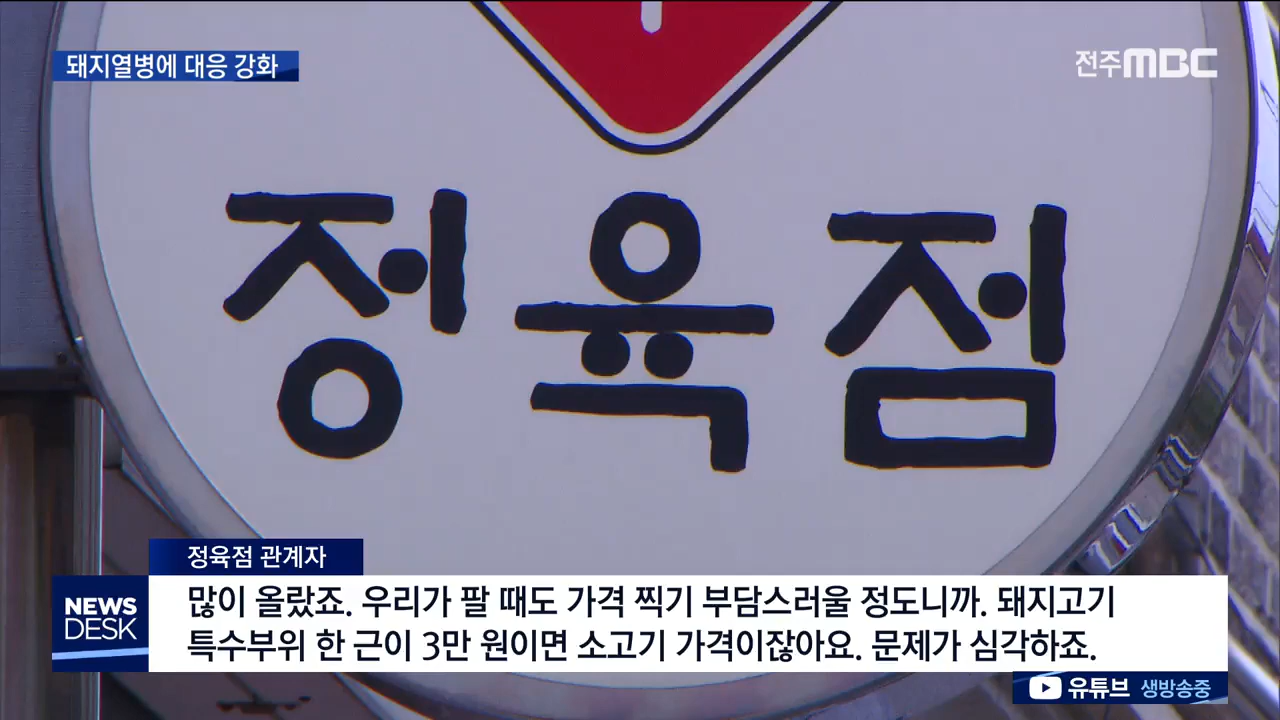 돼지열병에 대응 강화
전주MBC
정육점
정육점 관계자
NEWS
DESK
많이 올랐죠. 우리가 팔 때도 가격 찍기 부담스러울 정도니까. 돼지고기
특수부위 한 근이 3만 원이면 소고기 가격이잖아요. 문제가 심각하죠.
유튜브 생방송중